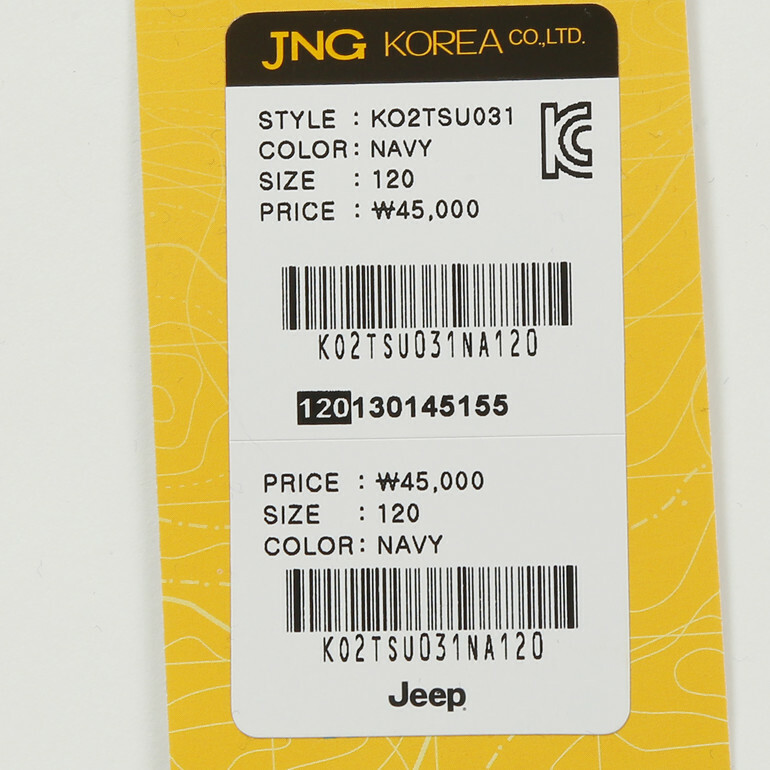 JNG KOREA CO.,LTD.
STYLE : KO2TSU031
COLOR: NAVY
SIZE : 120
PRICE : ₩45,000
KC
KO2TSU031NA120
120130145155
PRICE : ₩45,000
SIZE : 120
COLOR: NAVY
KO2TSU031NA120
Jeep